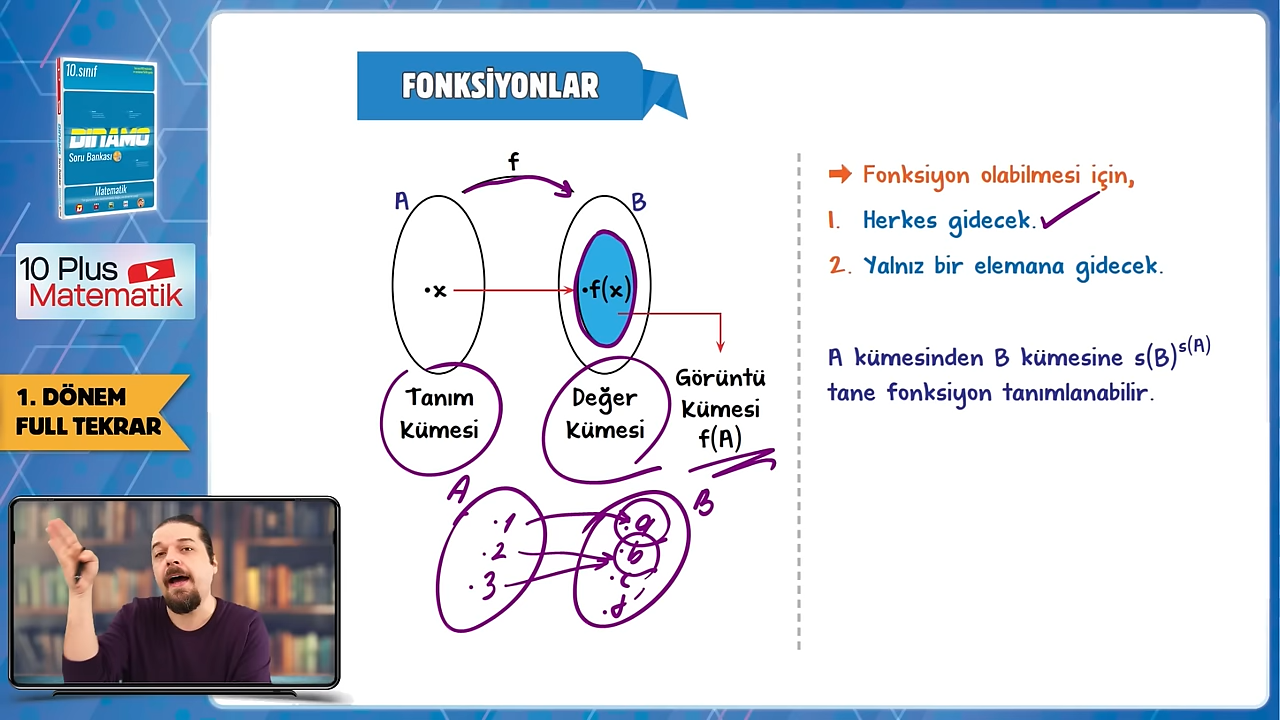 10.sınıf
DİNAMO
Soru Bankası
Matematik
10 Plus
Matematik
1. DÖNEM
FULL TEKRAR
FONKSİYONLAR
f
A
B
·x
·f(x)
Tanım
Kümesi
Değer
Kümesi
Görüntü
Kümesi
f(A)
A
B
·1
·2
·3
·a
·b
·c
·d
➡ Fonksiyon olabilmesi için,
1. Herkes gidecek. ✓
2. Yalnız bir elemana gidecek.
A kümesinden B kümesine s(B)^s(A)
tane fonksiyon tanımlanabilir.